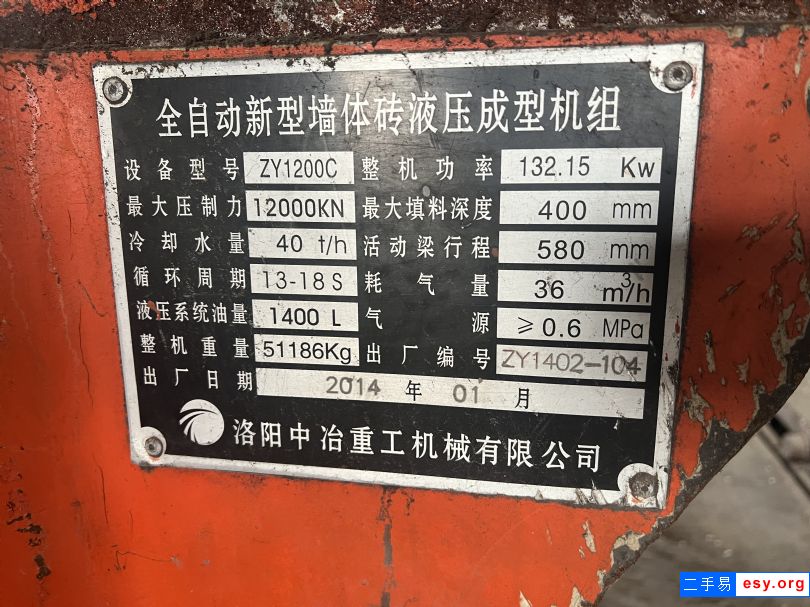 全自动新型墙体砖液压成型机组
设备型号 ZY1200C 整机功率 132.15 Kw
最大压制力 12000KN 最大填料深度 400 mm
冷却水量 40 t/h 活动梁行程 580 mm
循环周期 13-18 S 耗气量 36 m³/h
液压系统油量 1400 L 气源 ≥0.6 MPa
整机重量 51186Kg 出厂编号 ZY1402-104
出厂日期 2014 年 01 月
洛阳中冶重工机械有限公司
二手易 esy.org